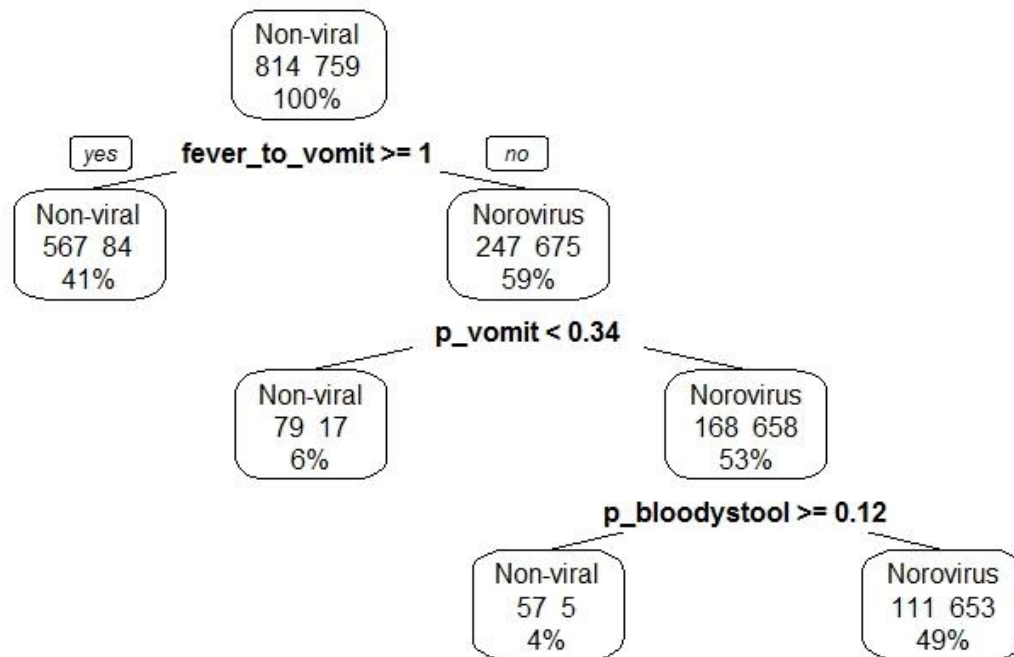 Non-viral
814 759
100%
yes
fever_to_vomit >= 1
no
Non-viral
567 84
41%
Norovirus
247 675
59%
p_vomit < 0.34
Non-viral
79 17
6%
Norovirus
168 658
53%
p_bloodystool >= 0.12
Non-viral
57 5
4%
Norovirus
111 653
49%